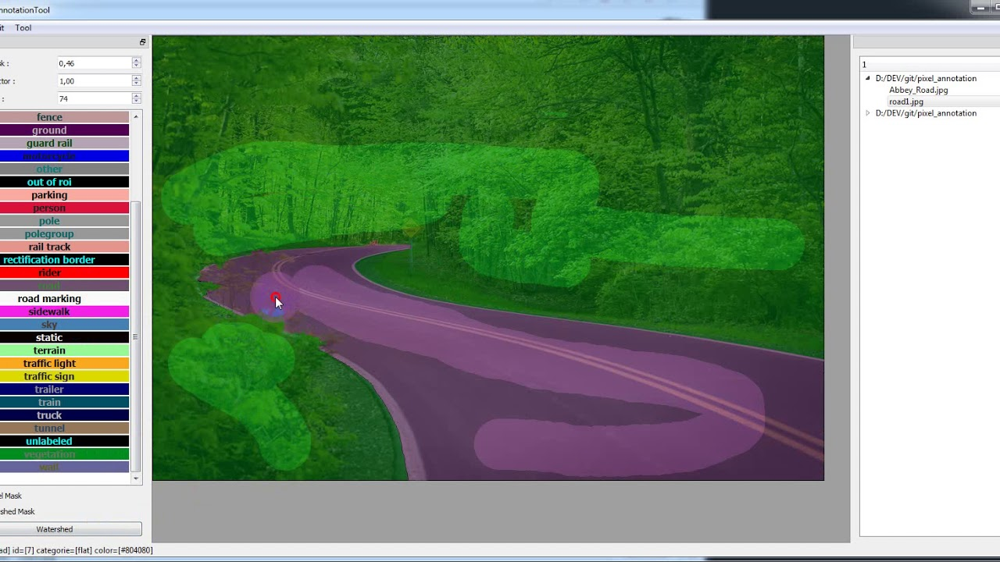 nnotationTool
it
Tool
sk :
0,46
ctor :
1,00
:
74
fence
ground
guard rail
motorcycle
other
out of roi
parking
person
pole
polegroup
rail track
rectification border
rider
road
road marking
sidewalk
sky
static
terrain
traffic light
traffic sign
trailer
train
truck
tunnel
unlabeled
vegetation
wall
el Mask
shed Mask
Watershed
ad] id=[7] categorie=[flat] color=[#804080]
1
D:/DEV/git/pixel_annotation
Abbey_Road.jpg
road1.jpg
D:/DEV/git/pixel_annotation